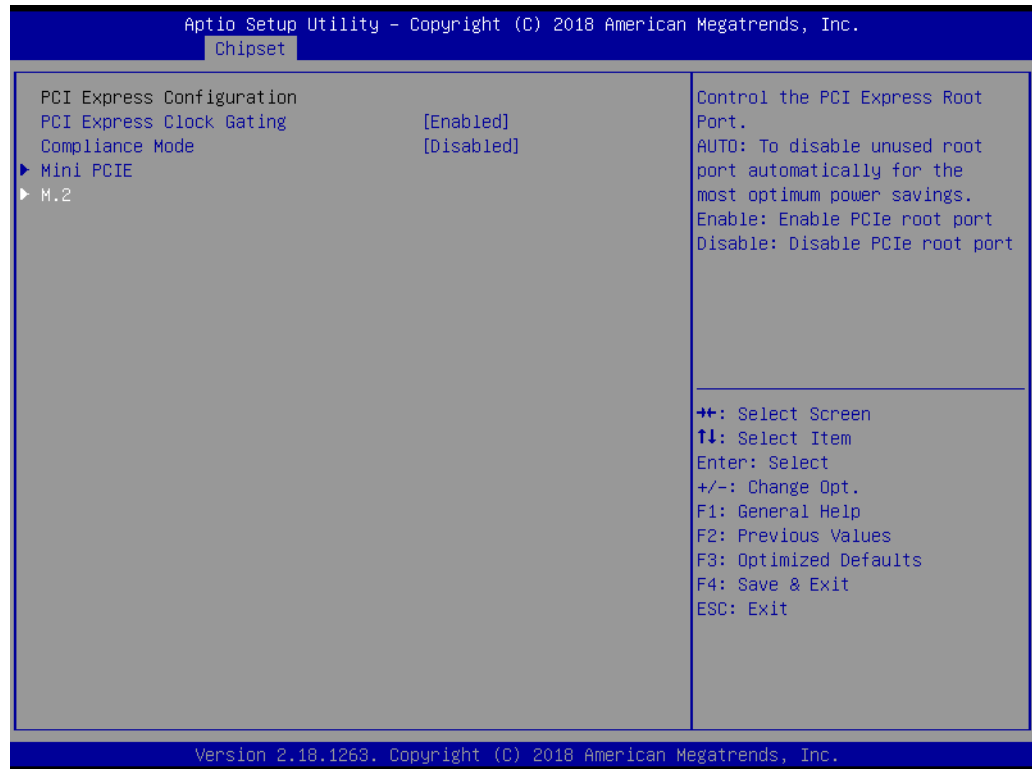 Aptio Setup Utility – Copyright (C) 2018 American Megatrends, Inc.
Chipset
PCI Express Configuration
PCI Express Clock Gating [Enabled]
Compliance Mode [Disabled]
▶ Mini PCIE
▶ M.2
Control the PCI Express Root
Port.
AUTO: To disable unused root
port automatically for the
most optimum power savings.
Enable: Enable PCIe root port
Disable: Disable PCIe root port
→←: Select Screen
↑↓: Select Item
Enter: Select
+/-: Change Opt.
F1: General Help
F2: Previous Values
F3: Optimized Defaults
F4: Save & Exit
ESC: Exit
Version 2.18.1263. Copyright (C) 2018 American Megatrends, Inc.